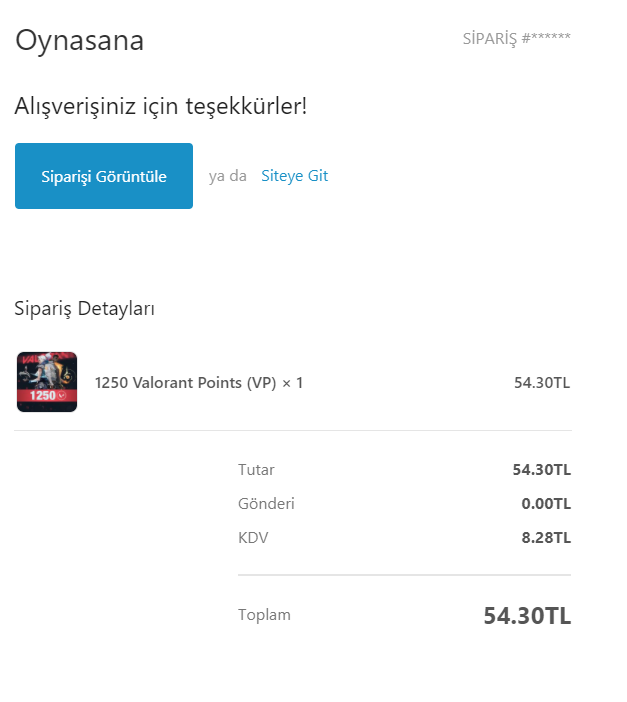 Oynasana
SİPARİŞ #******
Alışverişiniz için teşekkürler!
Siparişi Görüntüle
ya da Siteye Git
Sipariş Detayları
1250
1250 Valorant Points (VP) × 1
54.30TL
Tutar 54.30TL
Gönderi 0.00TL
KDV 8.28TL
Toplam 54.30TL